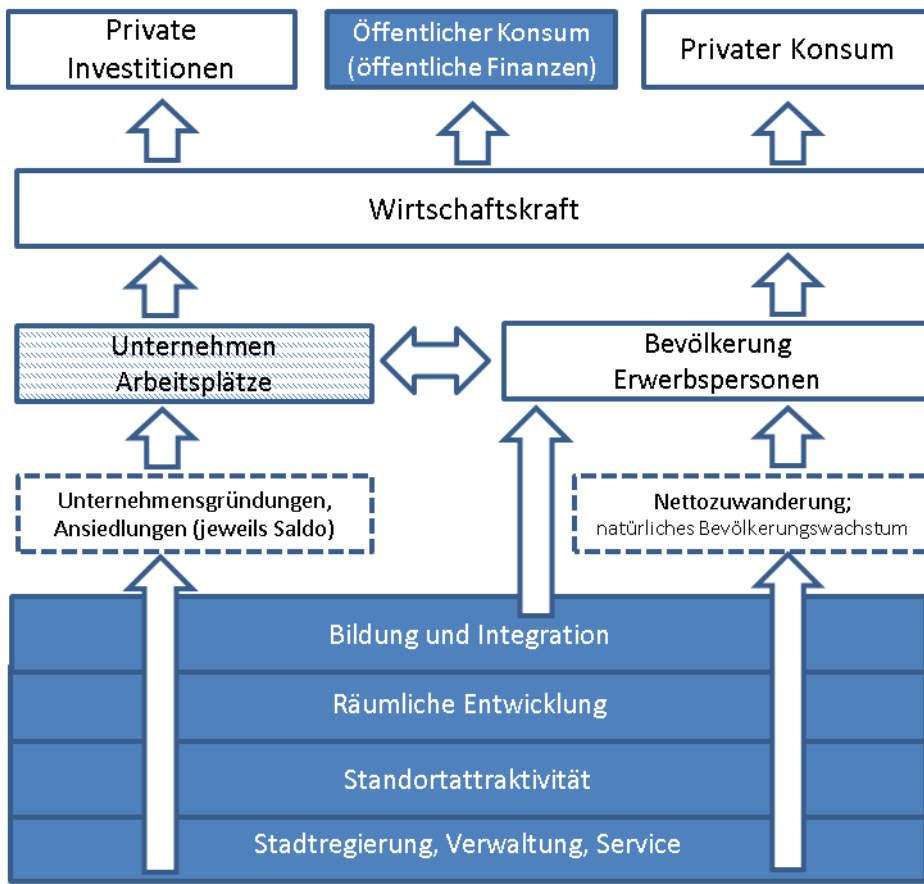 Private
Investitionen
Öffentlicher Konsum
(öffentliche Finanzen)
Privater Konsum
Wirtschaftskraft
Unternehmen
Arbeitsplätze
Bevölkerung
Erwerbspersonen
Unternehmensgründungen,
Ansiedlungen (jeweils Saldo)
Nettozuwanderung;
natürliches Bevölkerungswachstum
Bildung und Integration
Räumliche Entwicklung
Standortattraktivität
Stadtregierung, Verwaltung, Service